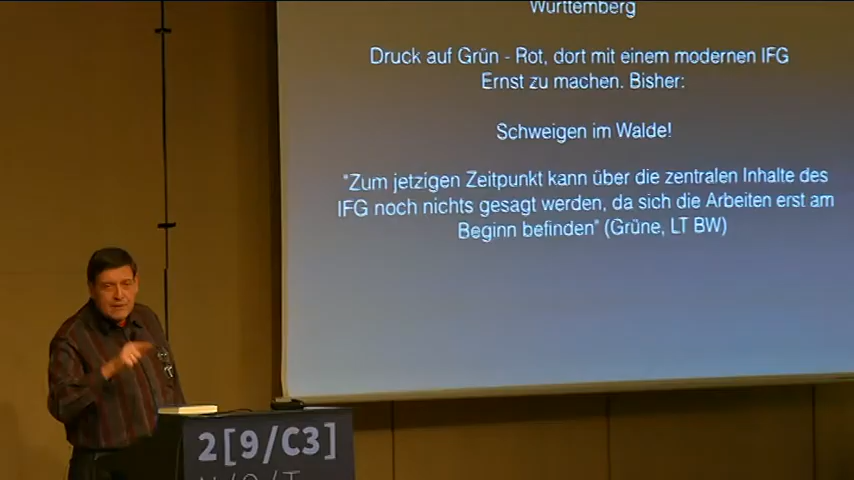 Württemberg
Druck auf Grün - Rot, dort mit einem modernen IFG
Ernst zu machen. Bisher:
Schweigen im Walde!
"Zum jetzigen Zeitpunkt kann über die zentralen Inhalte des
IFG noch nichts gesagt werden, da sich die Arbeiten erst am
Beginn befinden" (Grüne, LT BW)
2[9/C3]